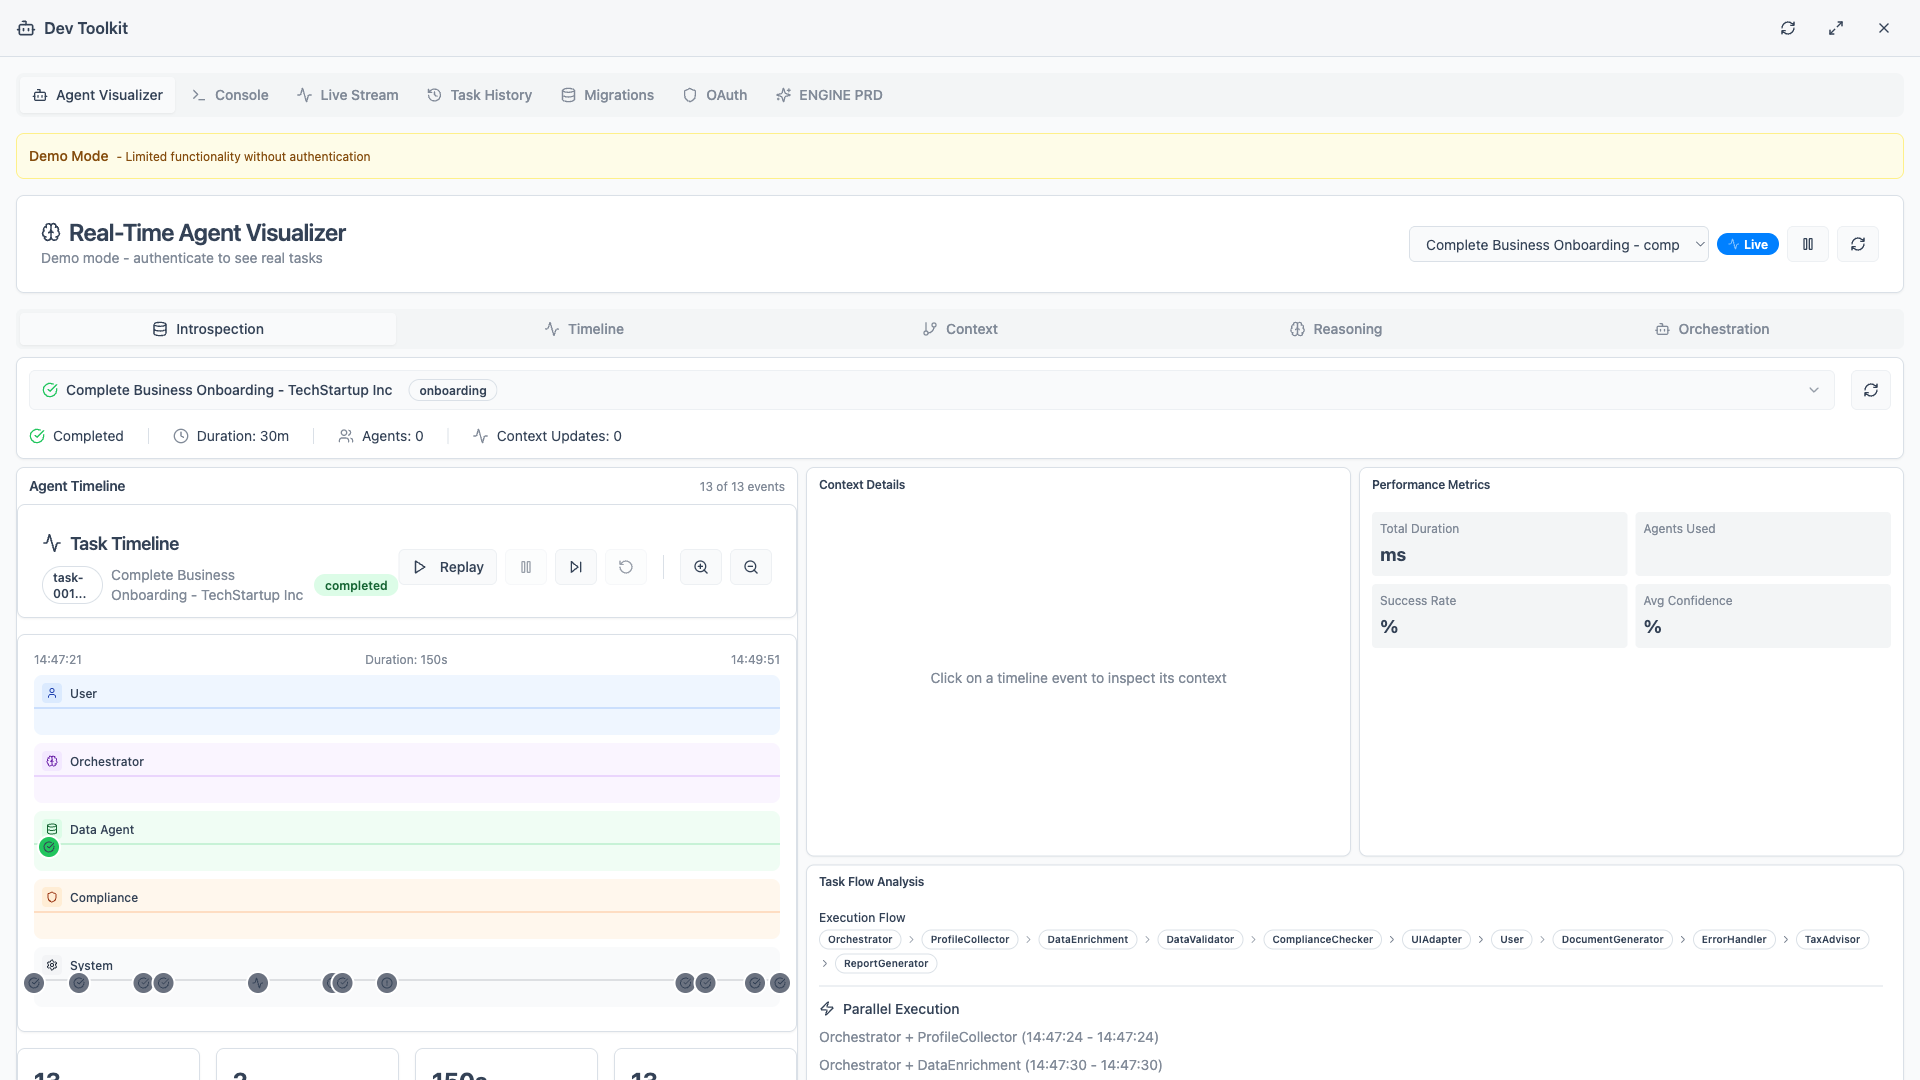 Dev Toolkit
Agent Visualizer
Console
Live Stream
Task History
Migrations
OAuth
ENGINE PRD
Demo Mode - Limited functionality without authentication
Real-Time Agent Visualizer
Demo mode - authenticate to see real tasks
Complete Business Onboarding - comp
Live
Introspection
Timeline
Context
Reasoning
Orchestration
Complete Business Onboarding - TechStartup Inc
onboarding
Completed
Duration: 30m
Agents: 0
Context Updates: 0
Agent Timeline
13 of 13 events
Task Timeline
task-
001...
Complete Business
Onboarding - TechStartup Inc
completed
Replay
14:47:21
Duration: 150s
14:49:51
User
Orchestrator
Data Agent
Compliance
System
13
2
150s
13
Context Details
Click on a timeline event to inspect its context
Performance Metrics
Total Duration
ms
Agents Used
Success Rate
%
Avg Confidence
%
Task Flow Analysis
Execution Flow
Orchestrator > ProfileCollector > DataEnrichment > DataValidator > ComplianceChecker > UIAdapter > User > DocumentGenerator > ErrorHandler > TaxAdvisor
> ReportGenerator
Parallel Execution
Orchestrator + ProfileCollector (14:47:24 - 14:47:24)
Orchestrator + DataEnrichment (14:47:30 - 14:47:30)